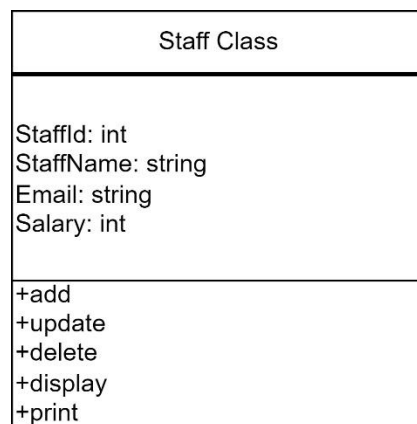 Staff Class
StaffId: int
StaffName: string
Email: string
Salary: int
+add
+update
+delete
+display
+print